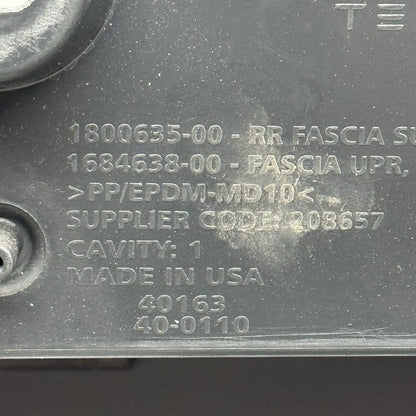 TE
1800635-00 - RR FASCIA SU
1684638-00 - FASCIA UPR,
>PP/EPDM-MD10<
SUPPLIER CODE: 208657
CAVITY: 1
MADE IN USA
40163
40-0110